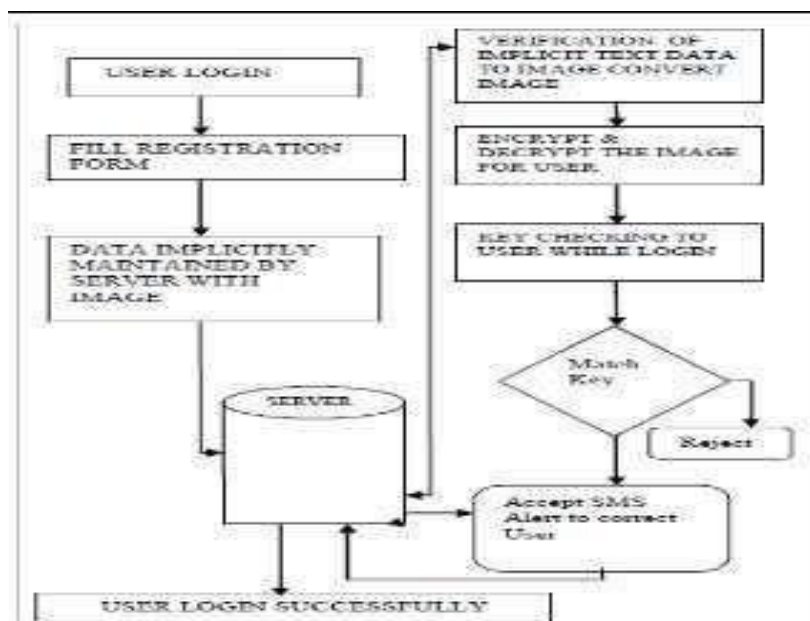 USER LOGIN
FILL REGISTRATION
FORM
DATA IMPLICITLY
MAINTAINED BY
SERVER WITH
IMAGE
SERVER
USER LOGIN SUCCESSFULLY
VERIFICATION OF
IMPLICIT TEXT DATA
TO IMAGE CONVERT
IMAGE
ENCRYPT &
DECRYPT THE IMAGE
FOR USER
KEY CHECKING TO
USER WHILE LOGIN
Match
Key
Reject
Accept SMS
Alert to correct
User